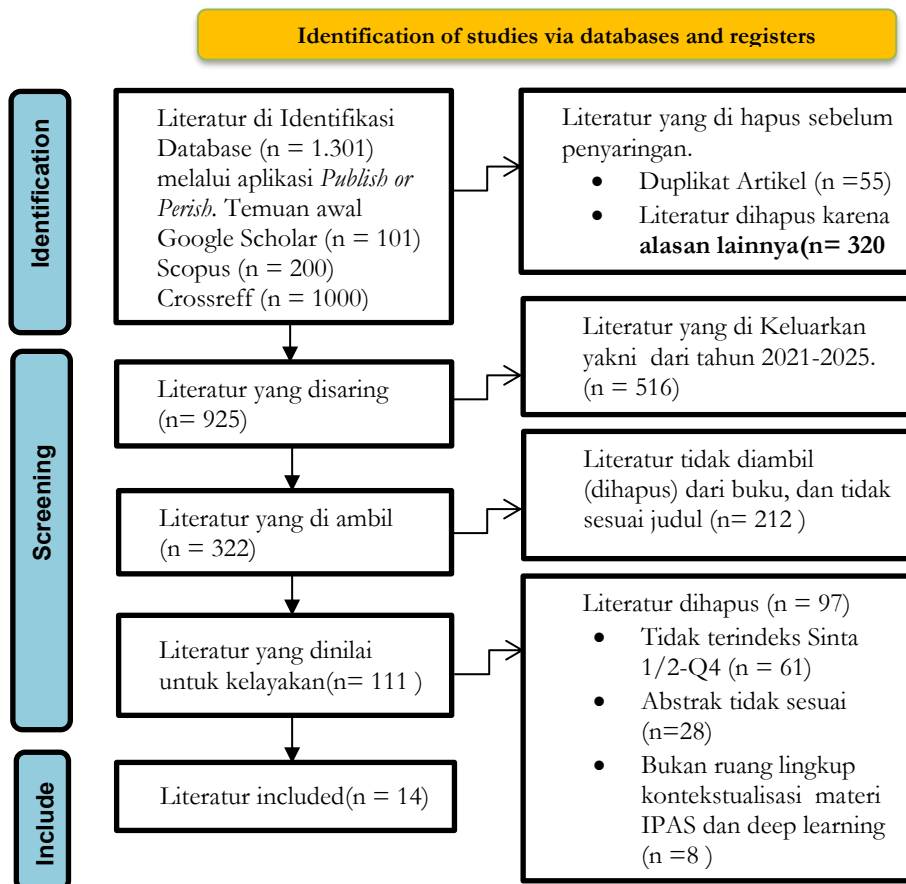 Identification of studies via databases and registers
Identification
Literatur di Identifikasi
Database (n = 1.301)
melalui aplikasi Publish or
Perish. Temuan awal
Google Scholar (n = 101)
Scopus (n = 200)
Crossreff (n = 1000)
Literatur yang di hapus sebelum
penyaringan.
• Duplikat Artikel (n =55)
• Literatur dihapus karena
alasan lainnya(n= 320
Screening
Literatur yang disaring
(n= 925)
Literatur yang di Keluarkan
yakni dari tahun 2021-2025.
(n = 516)
Literatur yang di ambil
(n = 322)
Literatur tidak diambil
(dihapus) dari buku, dan tidak
sesuai judul (n= 212 )
Literatur yang dinilai
untuk kelayakan(n= 111 )
Literatur dihapus (n = 97)
• Tidak terindeks Sinta
1/2-Q4 (n = 61)
• Abstrak tidak sesuai
(n=28)
• Bukan ruang lingkup
kontekstualisasi materi
IPAS dan deep learning
(n =8 )
Include
Literatur included(n = 14)